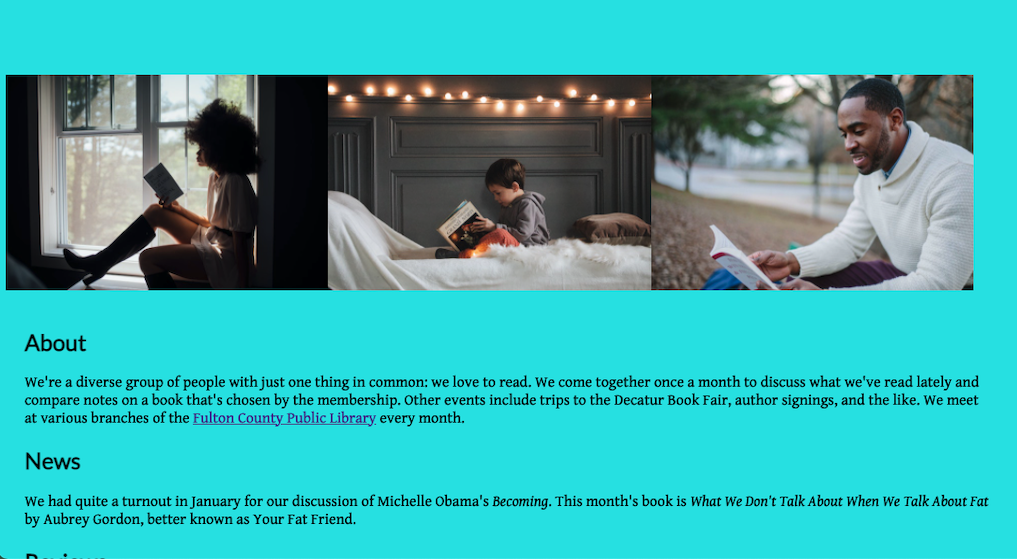 About
We're a diverse group of people with just one thing in common: we love to read. We come together once a month to discuss what we've read lately and
compare notes on a book that's chosen by the membership. Other events include trips to the Decatur Book Fair, author signings, and the like. We meet
at various branches of the Fulton County Public Library every month.
News
We had quite a turnout in January for our discussion of Michelle Obama's Becoming. This month's book is What We Don't Talk About When We Talk About Fat
by Aubrey Gordon, better known as Your Fat Friend.